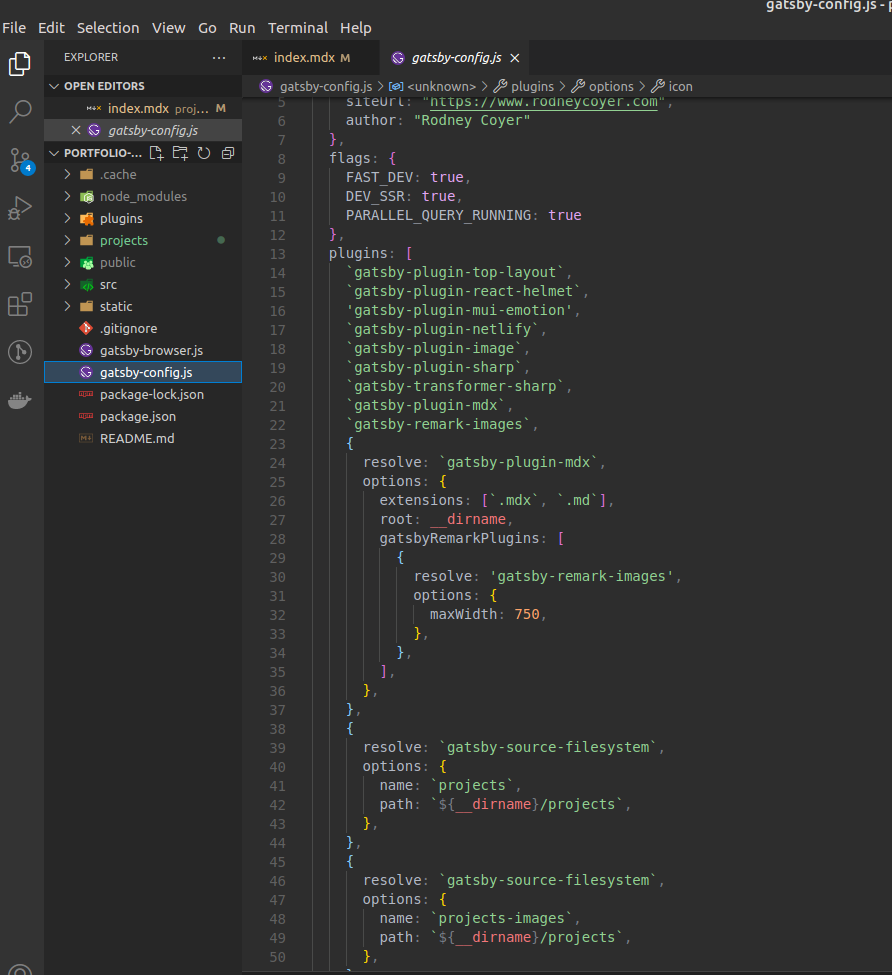 gatsby-config.js - p
File Edit Selection View Go Run Terminal Help
EXPLORER ...
OPEN EDITORS
index.mdx proj... M
gatsby-config.js
PORTFOLIO-...
.cache
node_modules
plugins
projects
public
src
static
.gitignore
gatsby-browser.js
gatsby-config.js
package-lock.json
package.json
README.md
4
index.mdx M
gatsby-config.js
gatsby-config.js > <unknown> > plugins > options > icon
5 siteUrl: "https://www.rodneycoyer.com",
6 author: "Rodney Coyer"
7 },
8 flags: {
9 FAST_DEV: true,
10 DEV_SSR: true,
11 PARALLEL_QUERY_RUNNING: true
12 },
13 plugins: [
14 `gatsby-plugin-top-layout`,
15 `gatsby-plugin-react-helmet`,
16 'gatsby-plugin-mui-emotion',
17 `gatsby-plugin-netlify`,
18 `gatsby-plugin-image`,
19 `gatsby-plugin-sharp`,
20 `gatsby-transformer-sharp`,
21 `gatsby-plugin-mdx`,
22 `gatsby-remark-images`,
23 {
24 resolve: `gatsby-plugin-mdx`,
25 options: {
26 extensions: [`.mdx`, `.md`],
27 root: __dirname,
28 gatsbyRemarkPlugins: [
29 {
30 resolve: 'gatsby-remark-images',
31 options: {
32 maxWidth: 750,
33 },
34 },
35 ],
36 },
37 },
38 {
39 resolve: `gatsby-source-filesystem`,
40 options: {
41 name: `projects`,
42 path: `${__dirname}/projects`,
43 },
44 },
45 {
46 resolve: `gatsby-source-filesystem`,
47 options: {
48 name: `projects-images`,
49 path: `${__dirname}/projects`,
50 },